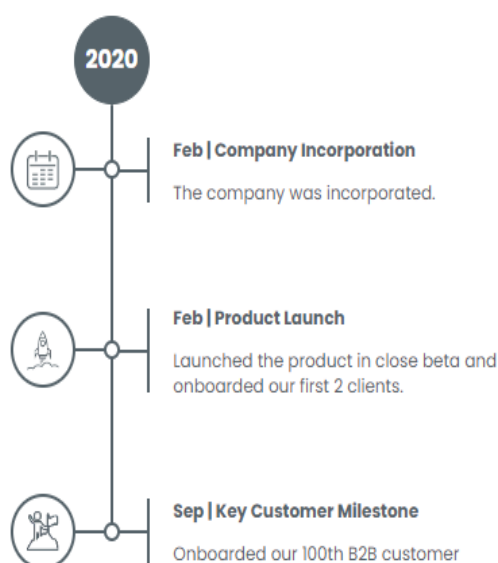 2020
Feb | Company Incorporation
The company was incorporated.
Feb | Product Launch
Launched the product in close beta and
onboarded our first 2 clients.
Sep | Key Customer Milestone
Onboarded our 100th B2B customer